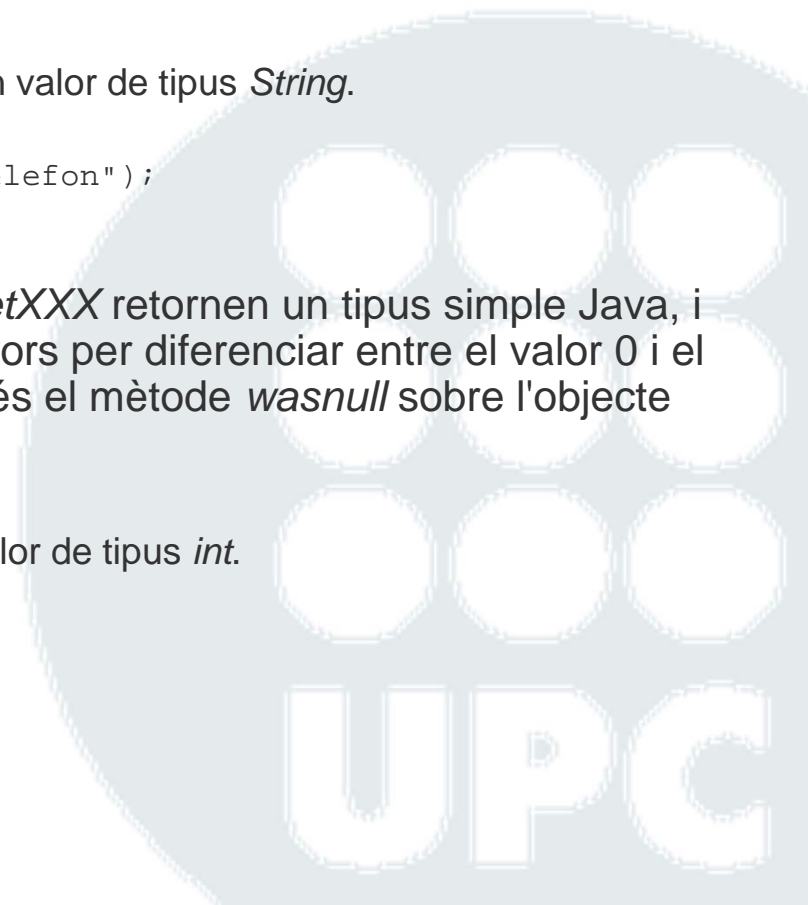 valor de tipus String.
lefon");
etXXX retornen un tipus simple Java, i
ors per diferenciar entre el valor 0 i el
és el mètode wasnull sobre l'objecte
lor de tipus int.
UPC